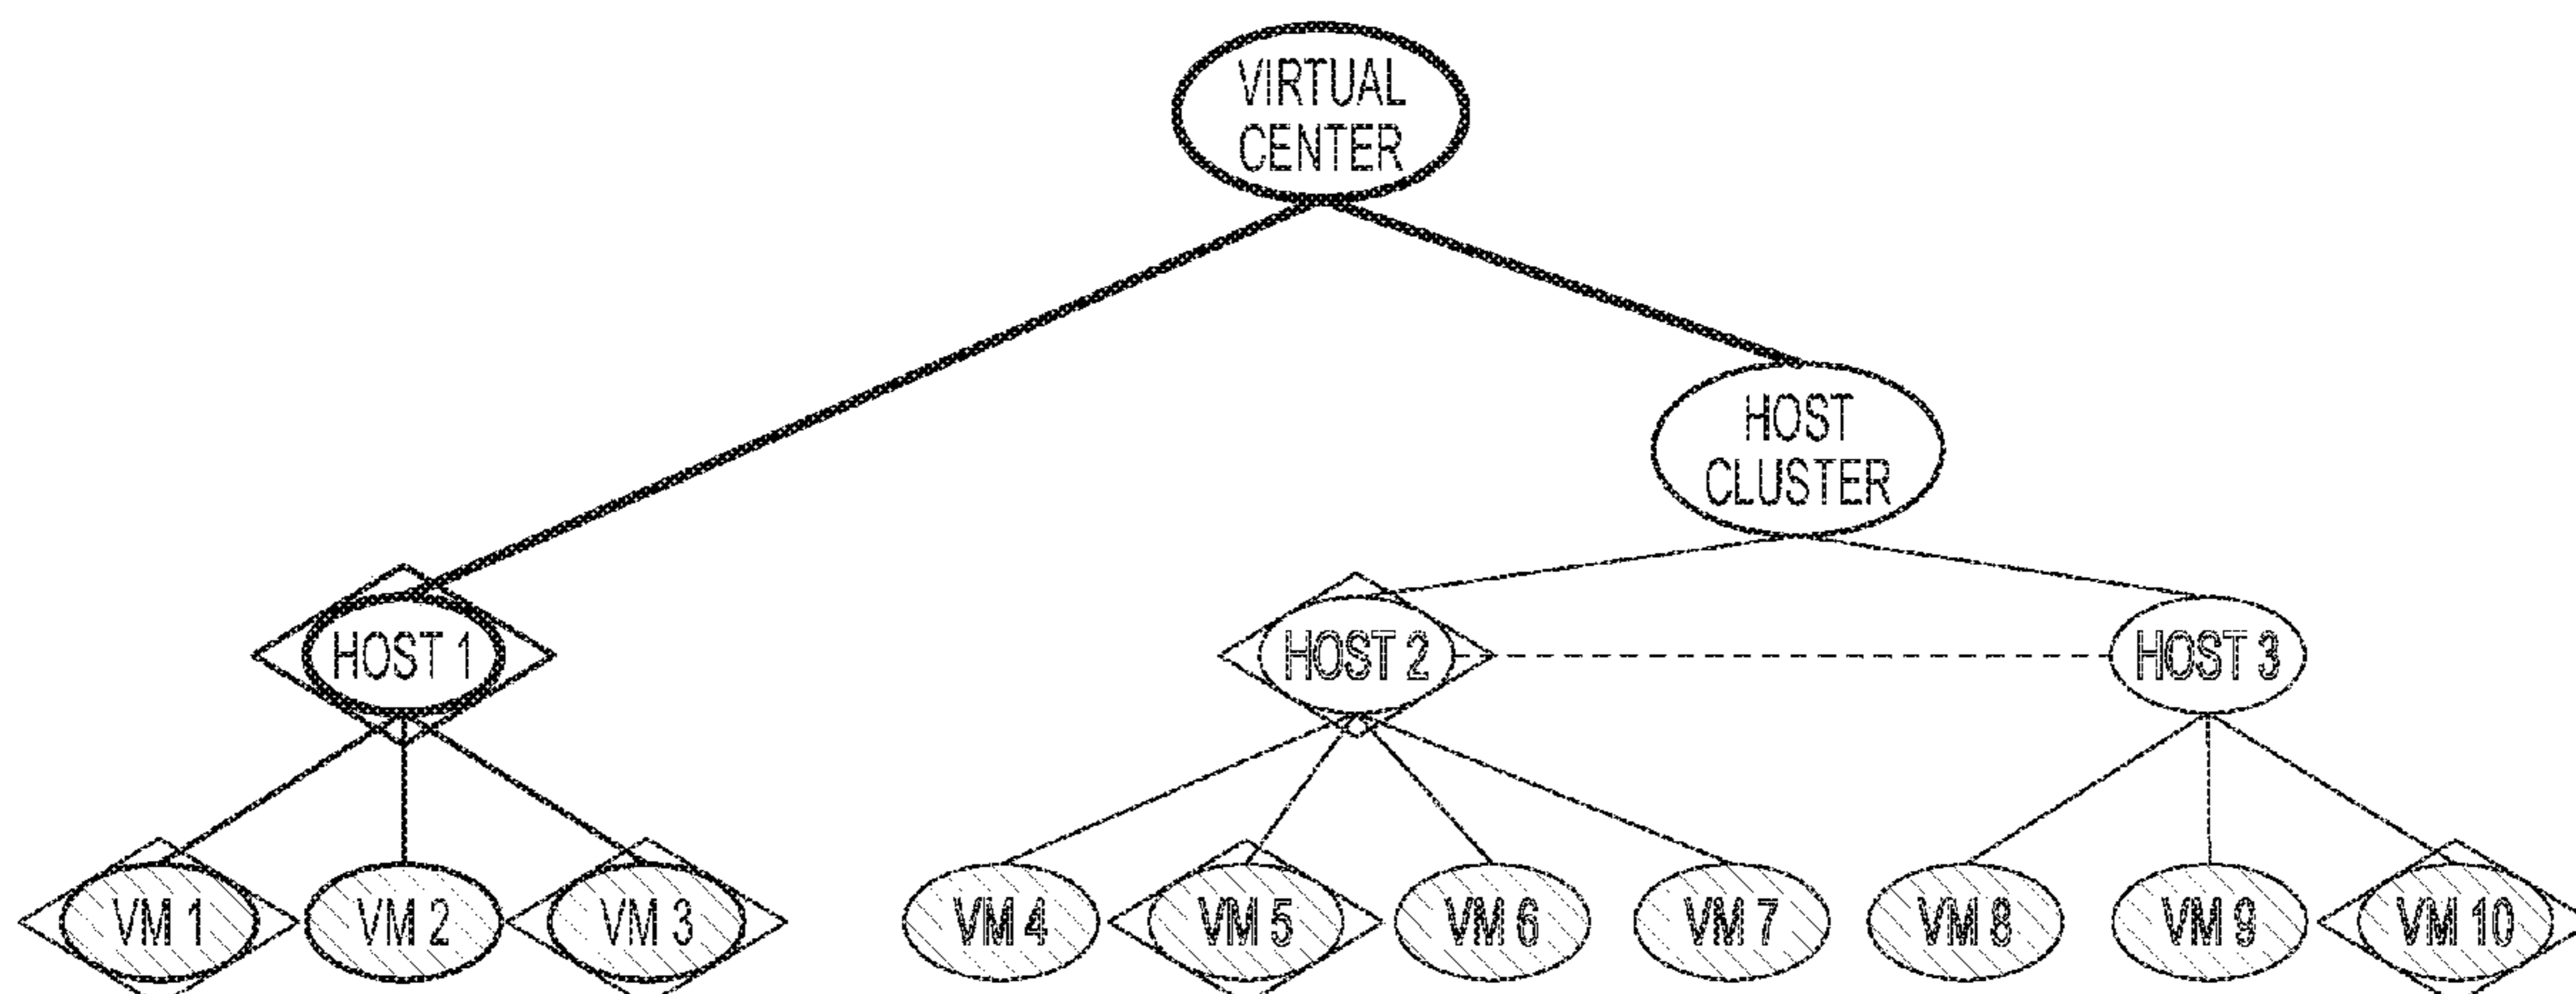 VIRTUAL
CENTER
HOST
CLUSTER
HOST 1
HOST 2
HOST 3
VM 1
VM 2
VM 3
VM 4
VM 5
VM 6
VM 7
VM 8
VM 9
VM 10